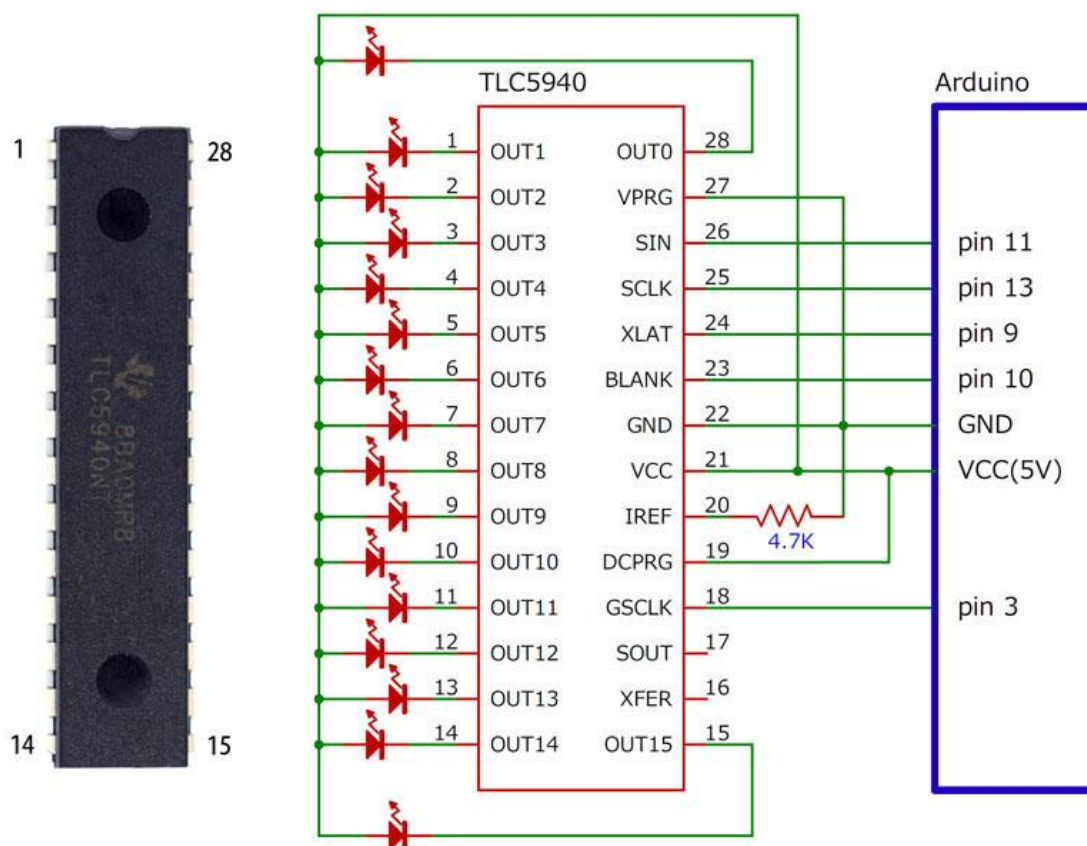 TLC5940
Arduino
1
28
14
15
TLC5940NT
1 OUT1 OUT0 28
2 OUT2 VPRG 27
3 OUT3 SIN 26 pin 11
4 OUT4 SCLK 25 pin 13
5 OUT5 XLAT 24 pin 9
6 OUT6 BLANK 23 pin 10
7 OUT7 GND 22 GND
8 OUT8 VCC 21 VCC(5V)
9 OUT9 IREF 20
4.7K
10 OUT10 DCPRG 19
11 OUT11 GSCLK 18 pin 3
12 OUT12 SOUT 17
13 OUT13 XFER 16
14 OUT14 OUT15 15